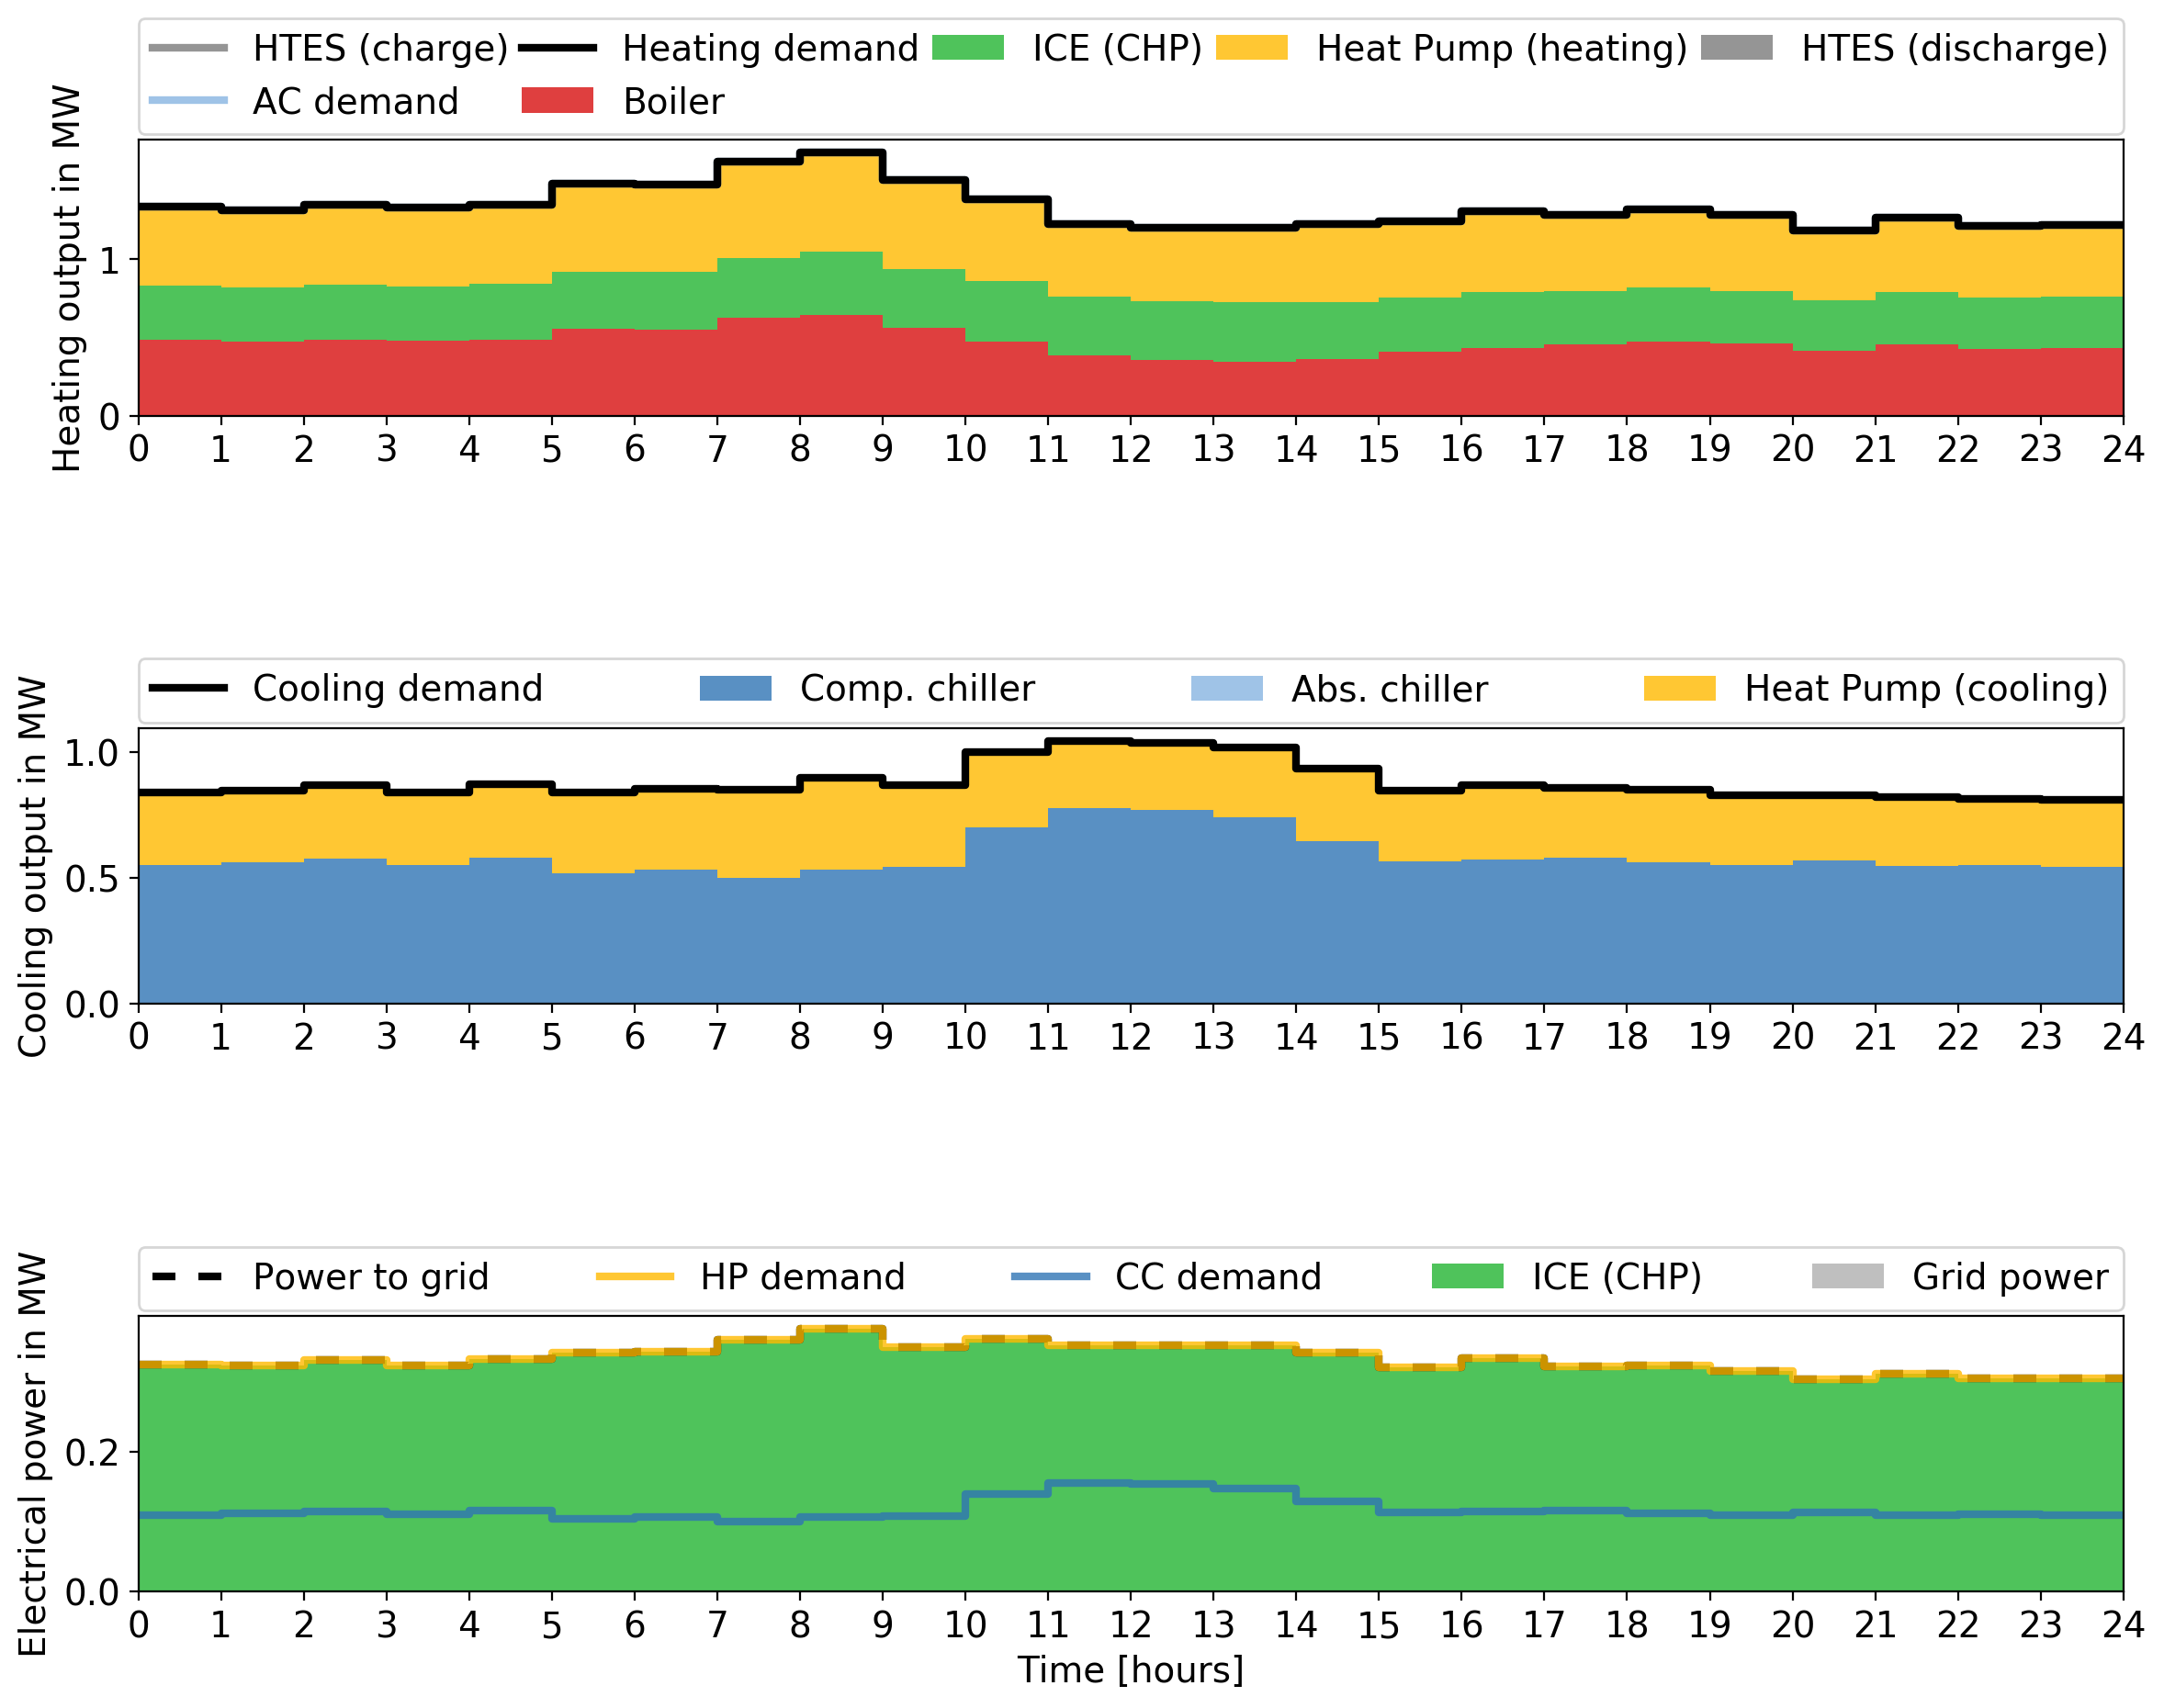 HTES (charge) Heating demand ICE (CHP) Heat Pump (heating) HTES (discharge)
AC demand Boiler
Heating output in MW
1
0
0 1 2 3 4 5 6 7 8 9 10 11 12 13 14 15 16 17 18 19 20 21 22 23 24
Cooling demand Comp. chiller Abs. chiller Heat Pump (cooling)
Cooling output in MW
1.0
0.5
0.0
0 1 2 3 4 5 6 7 8 9 10 11 12 13 14 15 16 17 18 19 20 21 22 23 24
Power to grid HP demand CC demand ICE (CHP) Grid power
Electrical power in MW
0.2
0.0
0 1 2 3 4 5 6 7 8 9 10 11 12 13 14 15 16 17 18 19 20 21 22 23 24
Time [hours]